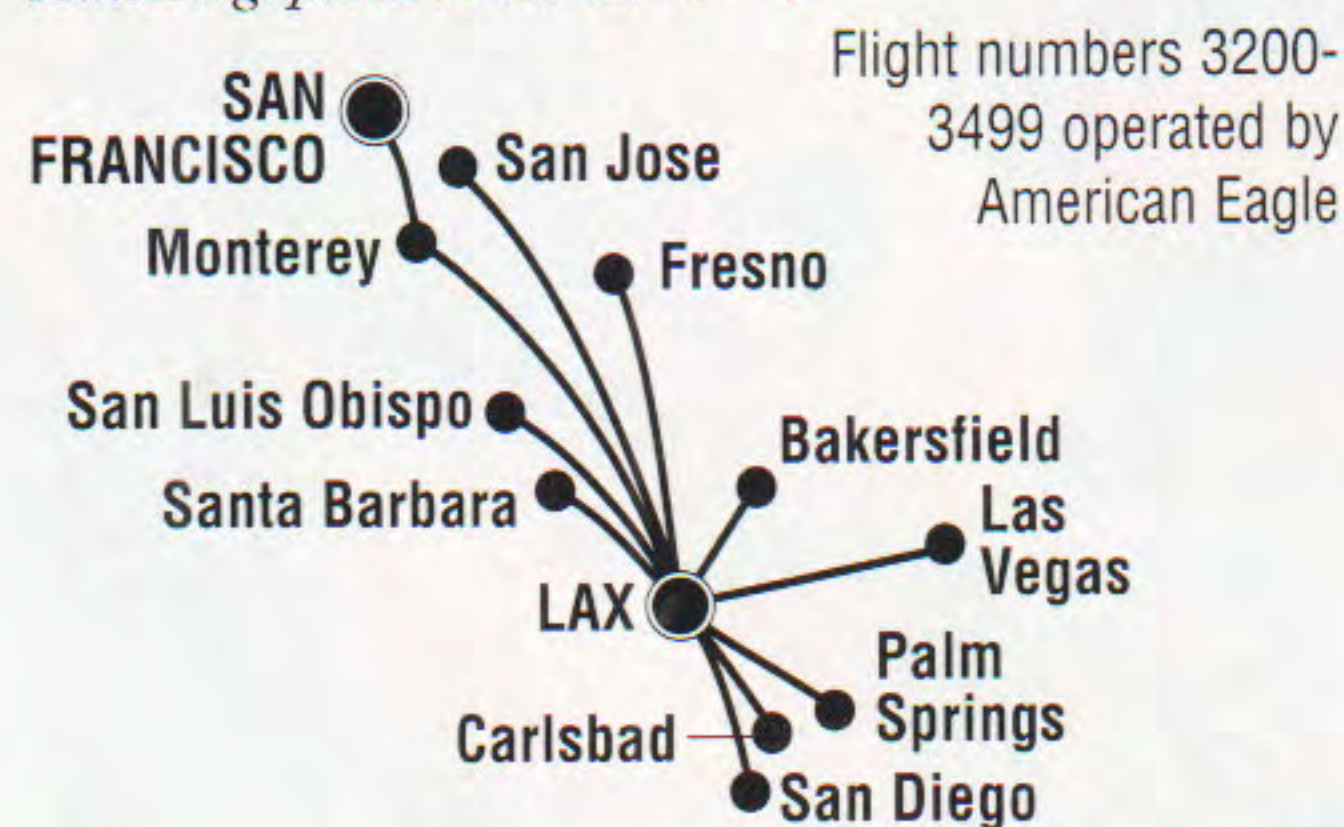 Flight numbers 3200-
3499 operated by
American Eagle
SAN
FRANCISCO
San Jose
Monterey
Fresno
San Luis Obispo
Bakersfield
Santa Barbara
Las
Vegas
LAX
Palm
Springs
Carlsbad
San Diego